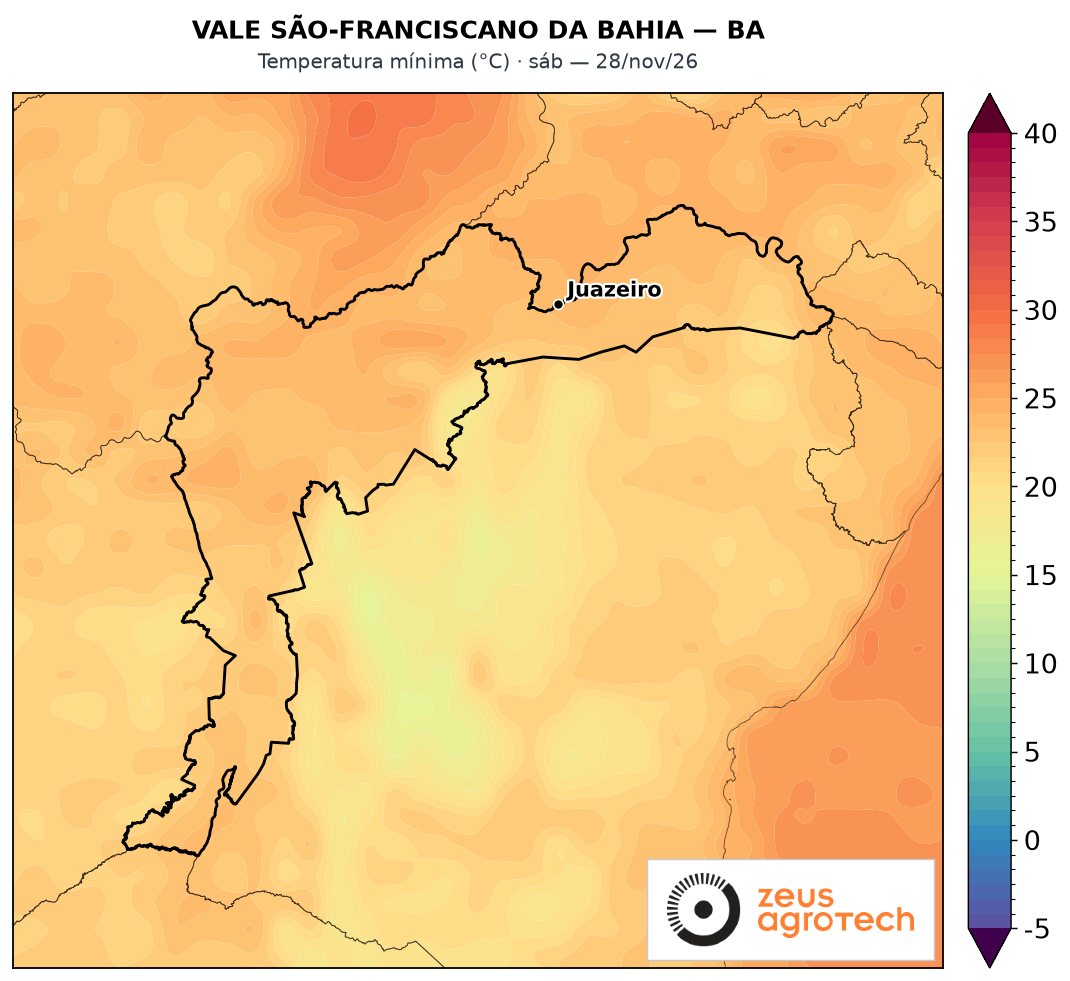 VALE SÃO-FRANCISCANO DA BAHIA — BA
Temperatura mínima (°C) · sáb — 28/nov/26
Juazeiro
40
35
30
25
20
15
10
5
0
-5
zeus
agrotech